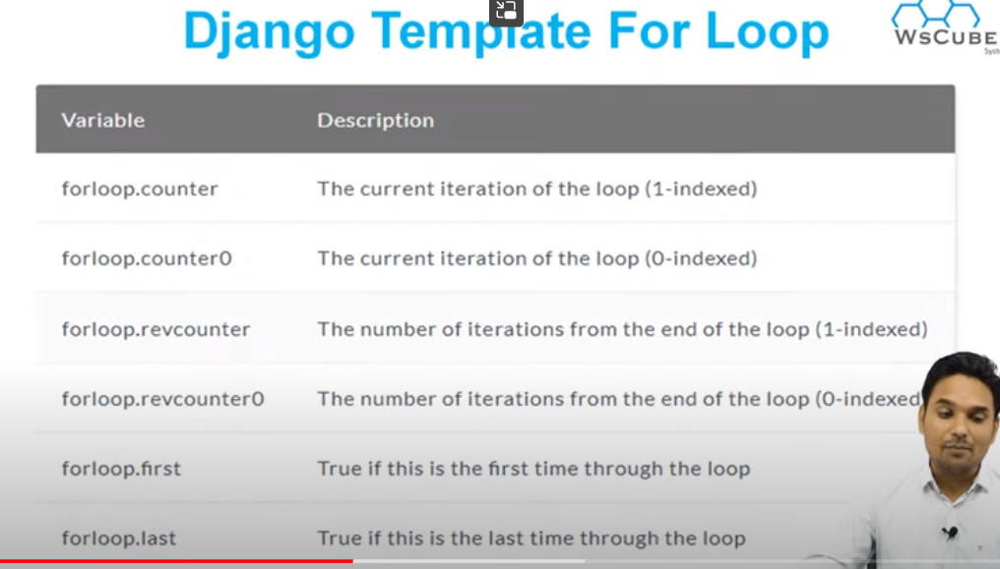 Django Template For Loop
WsCUBE
Syst
Variable Description
forloop.counter The current iteration of the loop (1-indexed)
forloop.counter0 The current iteration of the loop (0-indexed)
forloop.revcounter The number of iterations from the end of the loop (1-indexed)
forloop.revcounter0 The number of iterations from the end of the loop (0-indexed
forloop.first True if this is the first time through the loop
forloop.last True if this is the last time through the loop